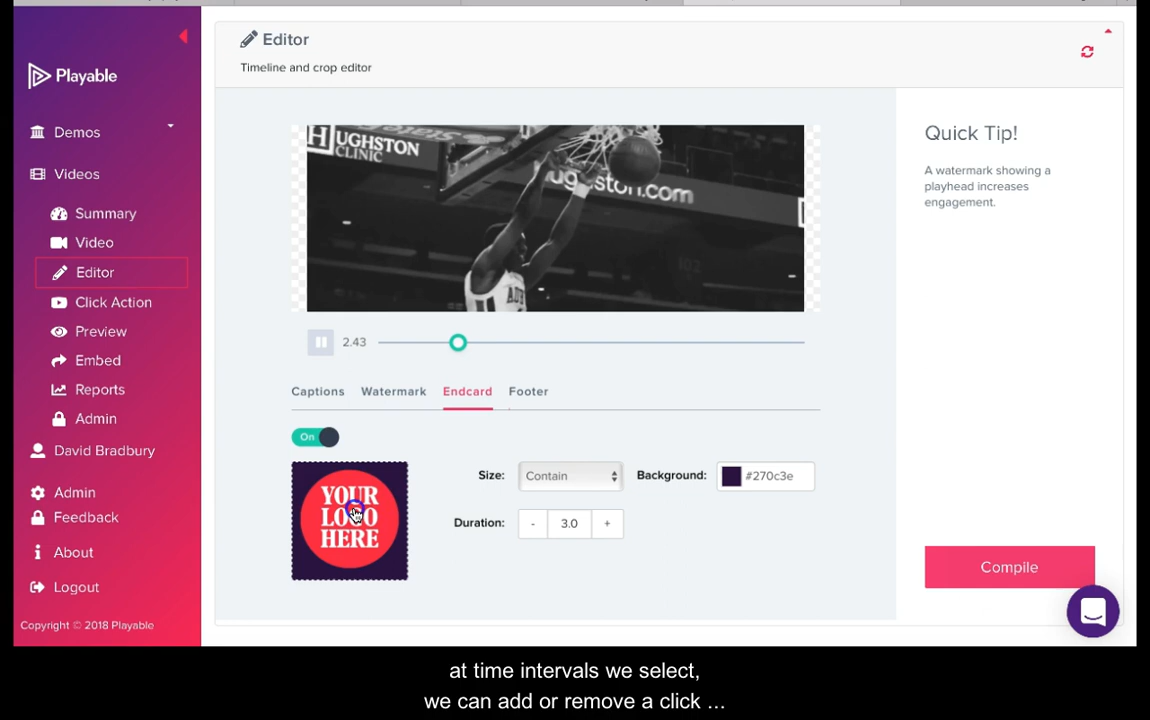 Playable
Demos
Videos
Summary
Video
Editor
Click Action
Preview
Embed
Reports
Admin
David Bradbury
Admin
Feedback
About
Logout
Copyright © 2018 Playable
Editor
Timeline and crop editor
HUGHSTON
CLINIC
ughston.com
2.43
Captions Watermark Endcard Footer
On
YOUR
LOGO
HERE
Size: Contain Background: #270c3e
Duration: - 3.0 +
Quick Tip!
A watermark showing a
playhead increases
engagement.
Compile
at time intervals we select,
we can add or remove a click ...